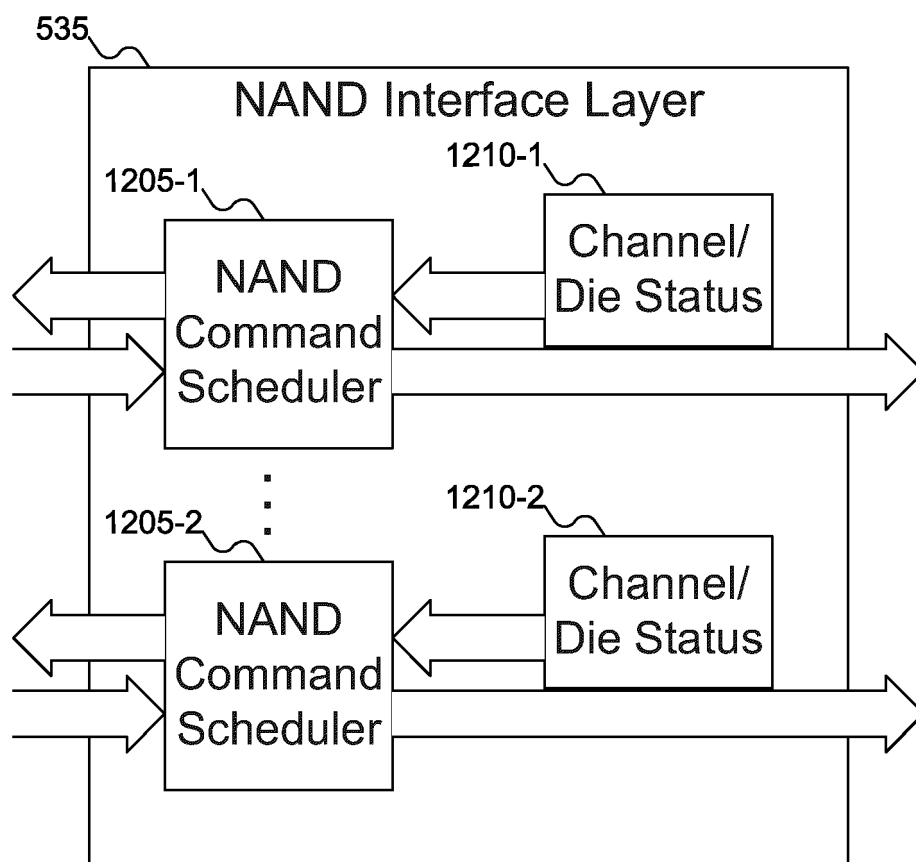 535
NAND Interface Layer
1205-1
1210-1
NAND
Command
Scheduler
Channel/
Die Status
1205-2
1210-2
NAND
Command
Scheduler
Channel/
Die Status